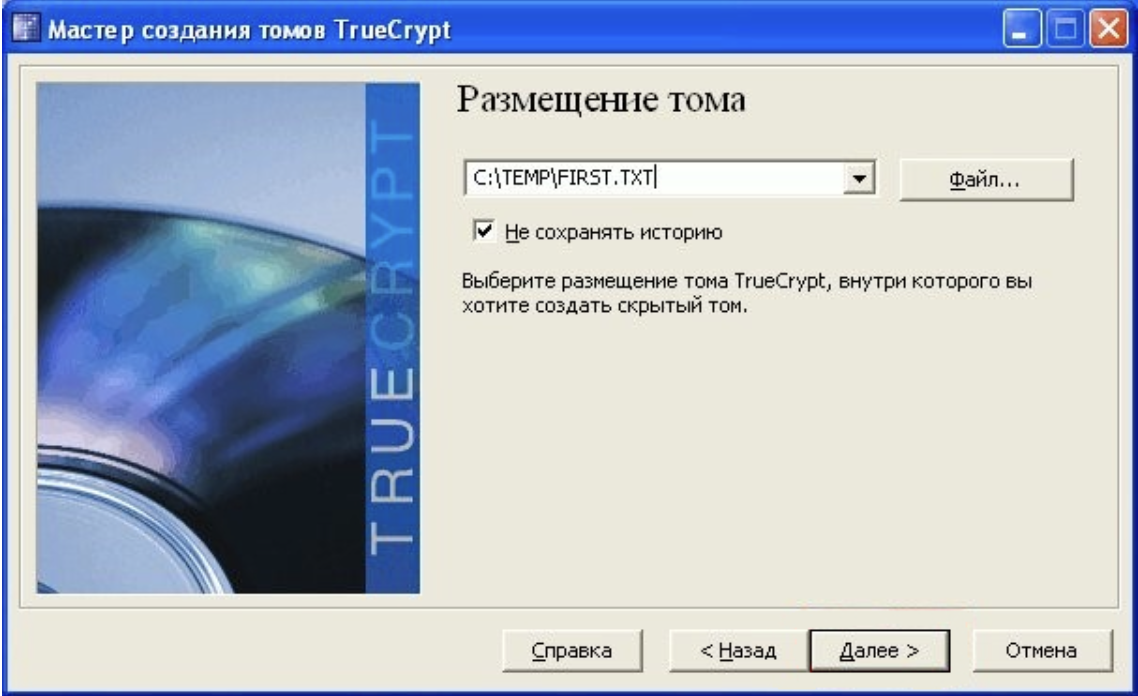 Мастер создания томов TrueCrypt
Размещение тома
C:\TEMP\FIRST.TXT
Файл...
Не сохранять историю
Выберите размещение тома TrueCrypt, внутри которого вы
хотите создать скрытый том.
TRUECRYPT
Справка
< Назад
Далее >
Отмена